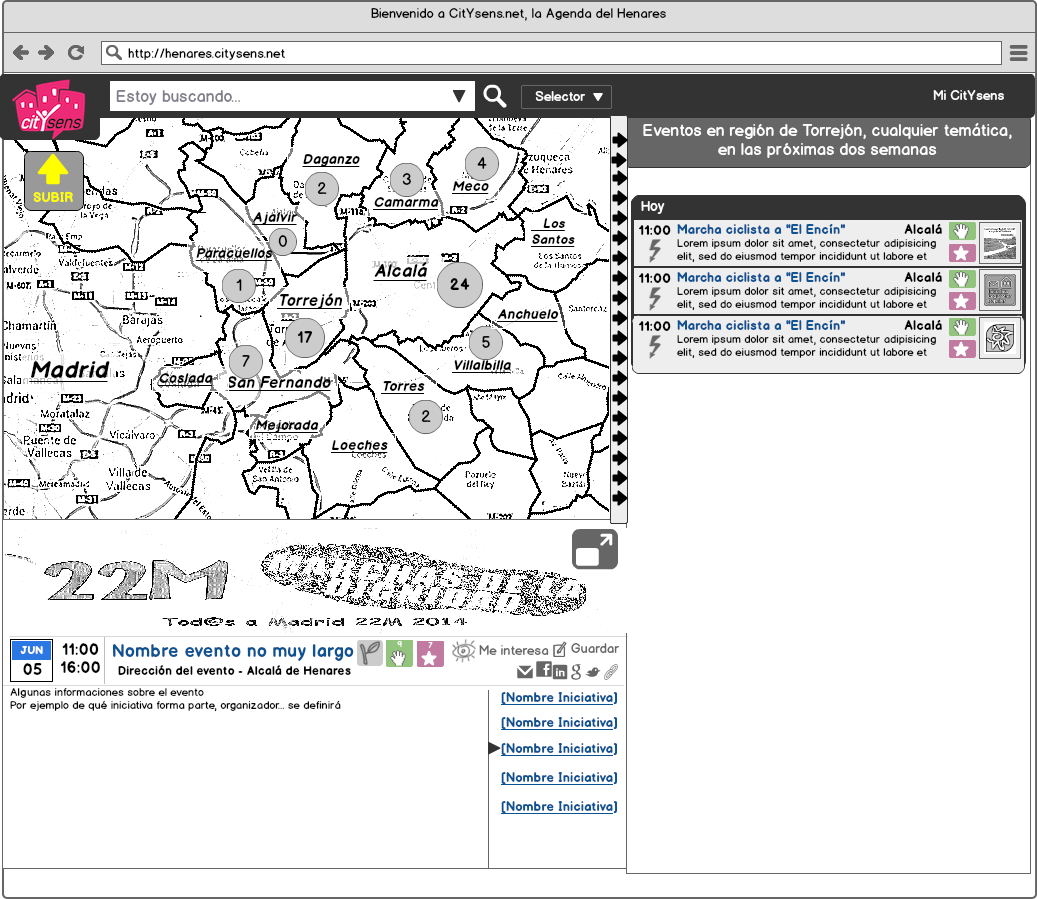 Bienvenido a CitYsens.net, la Agenda del Henares
http://henares.citysens.net
citYsens
Estoy buscando...
Selector
Mi CitYsens
SUBIR
Eventos en región de Torrejón, cualquier temática,
en las próximas dos semanas
Daganzo
2
3
Camarma
4
Meco
Ajalvir
0
Paracuellos
1
Alcalá
24
Los
Santos
Torrejón
17
Anchuelo
5
Villalbilla
7
San Fernando
Coslada
Madrid
Torres
2
Mejorada
Loeches
Barajas
Aeropuerto
Valdefuentes
Chamartín
Moratalaz
Vicálvaro
Puente de
Vallecas
Villa de
Vallecas
Hoy
11:00
Marcha ciclista a "El Encín"
Alcalá
Lorem ipsum dolor sit amet, consectetur adipisicing
elit, sed do eiusmod tempor incididunt ut labore et
11:00
Marcha ciclista a "El Encín"
Alcalá
Lorem ipsum dolor sit amet, consectetur adipisicing
elit, sed do eiusmod tempor incididunt ut labore et
11:00
Marcha ciclista a "El Encín"
Alcalá
Lorem ipsum dolor sit amet, consectetur adipisicing
elit, sed do eiusmod tempor incididunt ut labore et
22M
MARCHAS DE LA
DIGNIDAD
Tod@s a Madrid 22M 2014
JUN
05
11:00
16:00
Nombre evento no muy largo
9
7
Me interesa
Guardar
Dirección del evento - Alcalá de Henares
Algunas informaciones sobre el evento
Por ejemplo de qué iniciativa forma parte, organizador... se definirá
[Nombre Iniciativa]
[Nombre Iniciativa]
[Nombre Iniciativa]
[Nombre Iniciativa]
[Nombre Iniciativa]